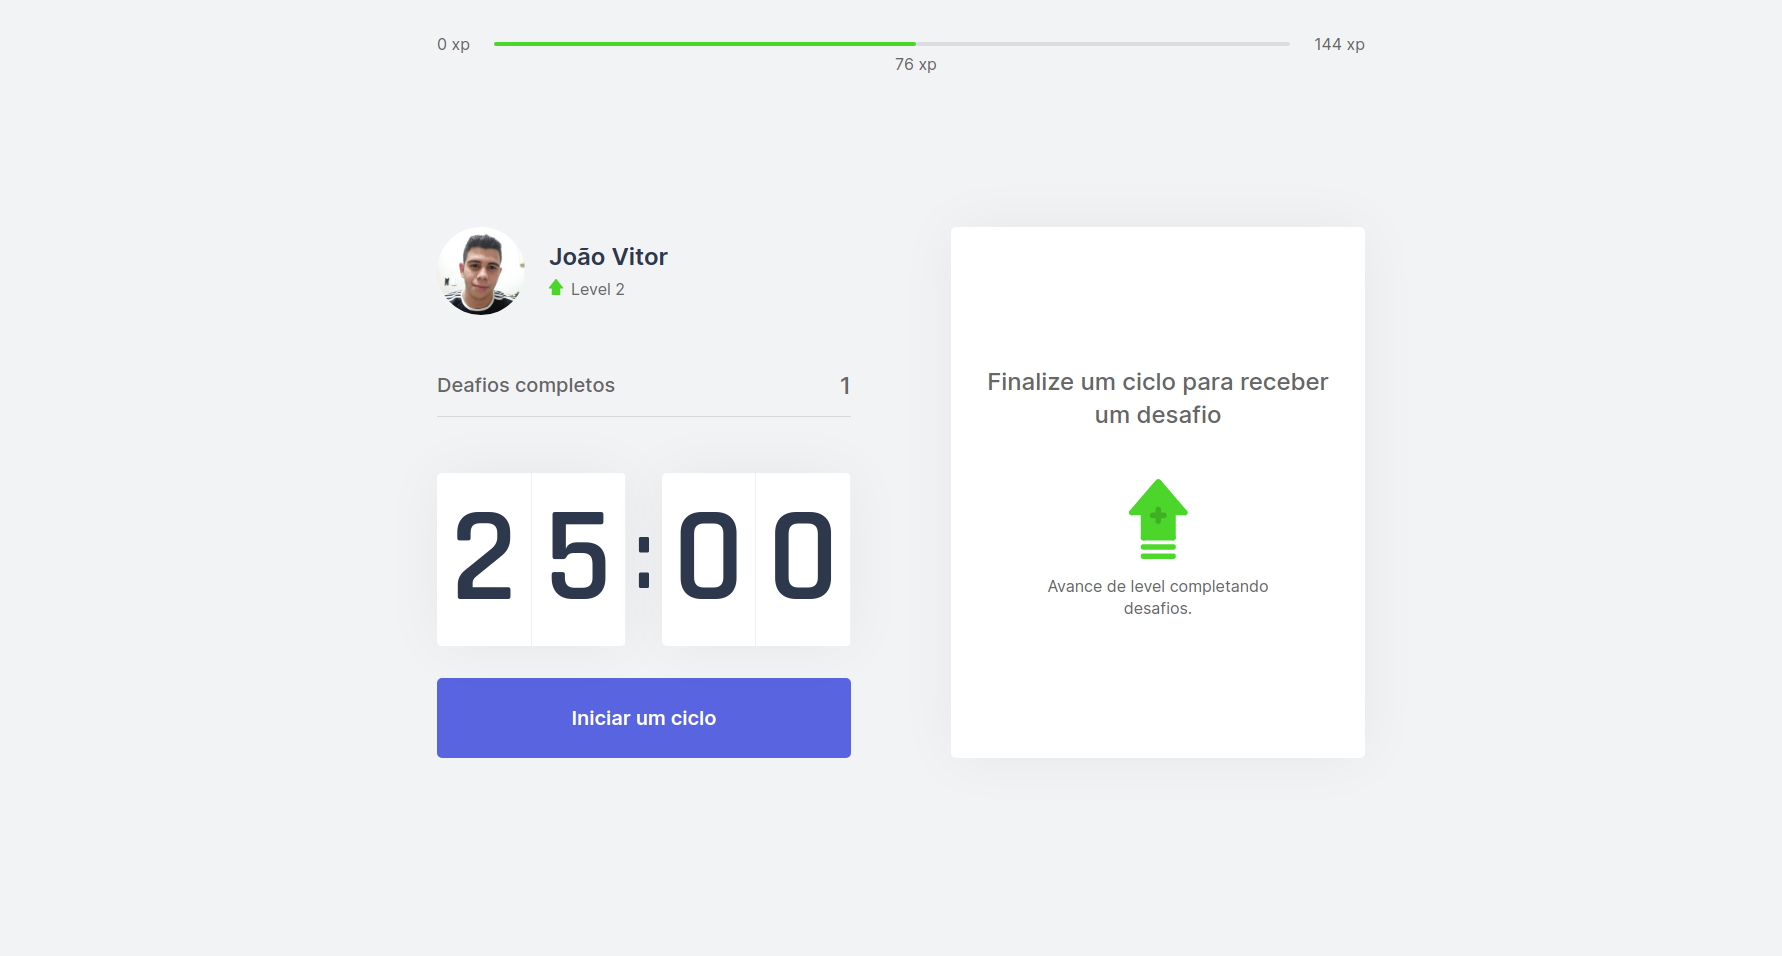 0 xp
144 xp
76 xp
João Vitor
Level 2
Deafios completos 1
25:00
Iniciar um ciclo
Finalize um ciclo para receber
um desafio
Avance de level completando
desafios.